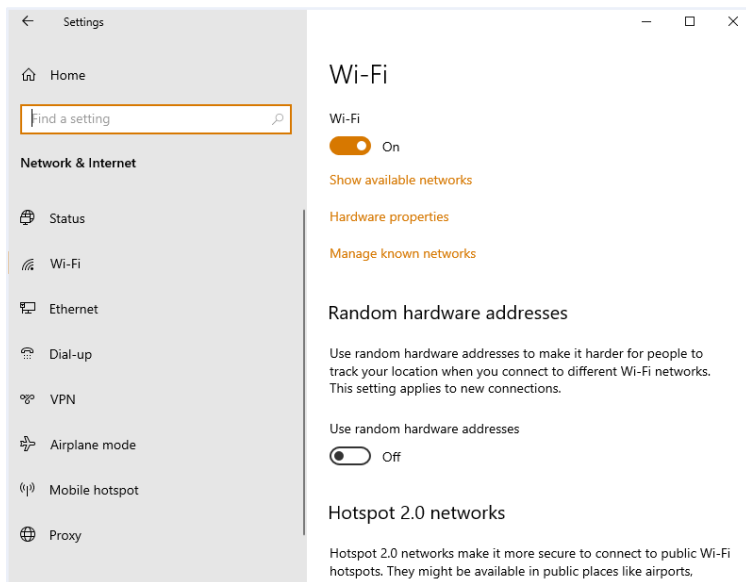 Settings
Home
Find a setting
Network & Internet
Status
Wi-Fi
Ethernet
Dial-up
VPN
Airplane mode
Mobile hotspot
Proxy
Wi-Fi
Wi-Fi
On
Show available networks
Hardware properties
Manage known networks
Random hardware addresses
Use random hardware addresses to make it harder for people to
track your location when you connect to different Wi-Fi networks.
This setting applies to new connections.
Use random hardware addresses
Off
Hotspot 2.0 networks
Hotspot 2.0 networks make it more secure to connect to public Wi-Fi
hotspots. They might be available in public places like airports,